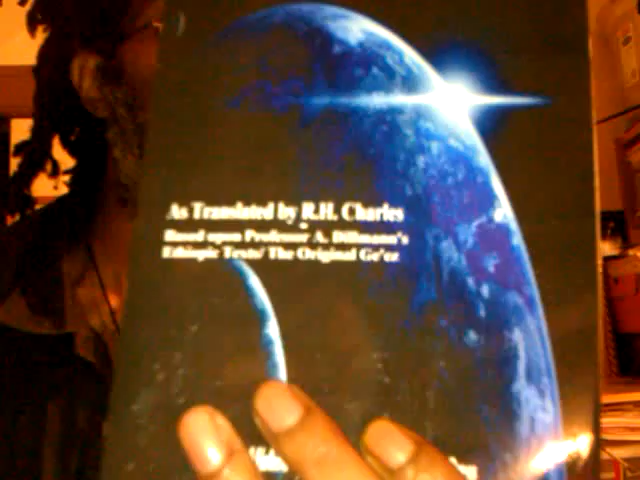 As Translated by R.H. Charles
Based upon Professor A. Dillmann's
Ethiopic Texts/ The Original Ge'ez